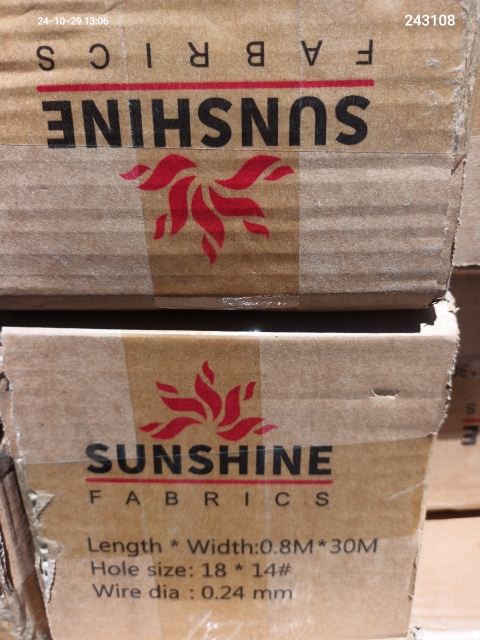 24-10-29 13:06
243108
FABRICS
SUNSHINE
SUNSHINE
FABRICS
Length * Width:0.8M*30M
Hole size: 18 * 14#
Wire dia : 0.24 mm